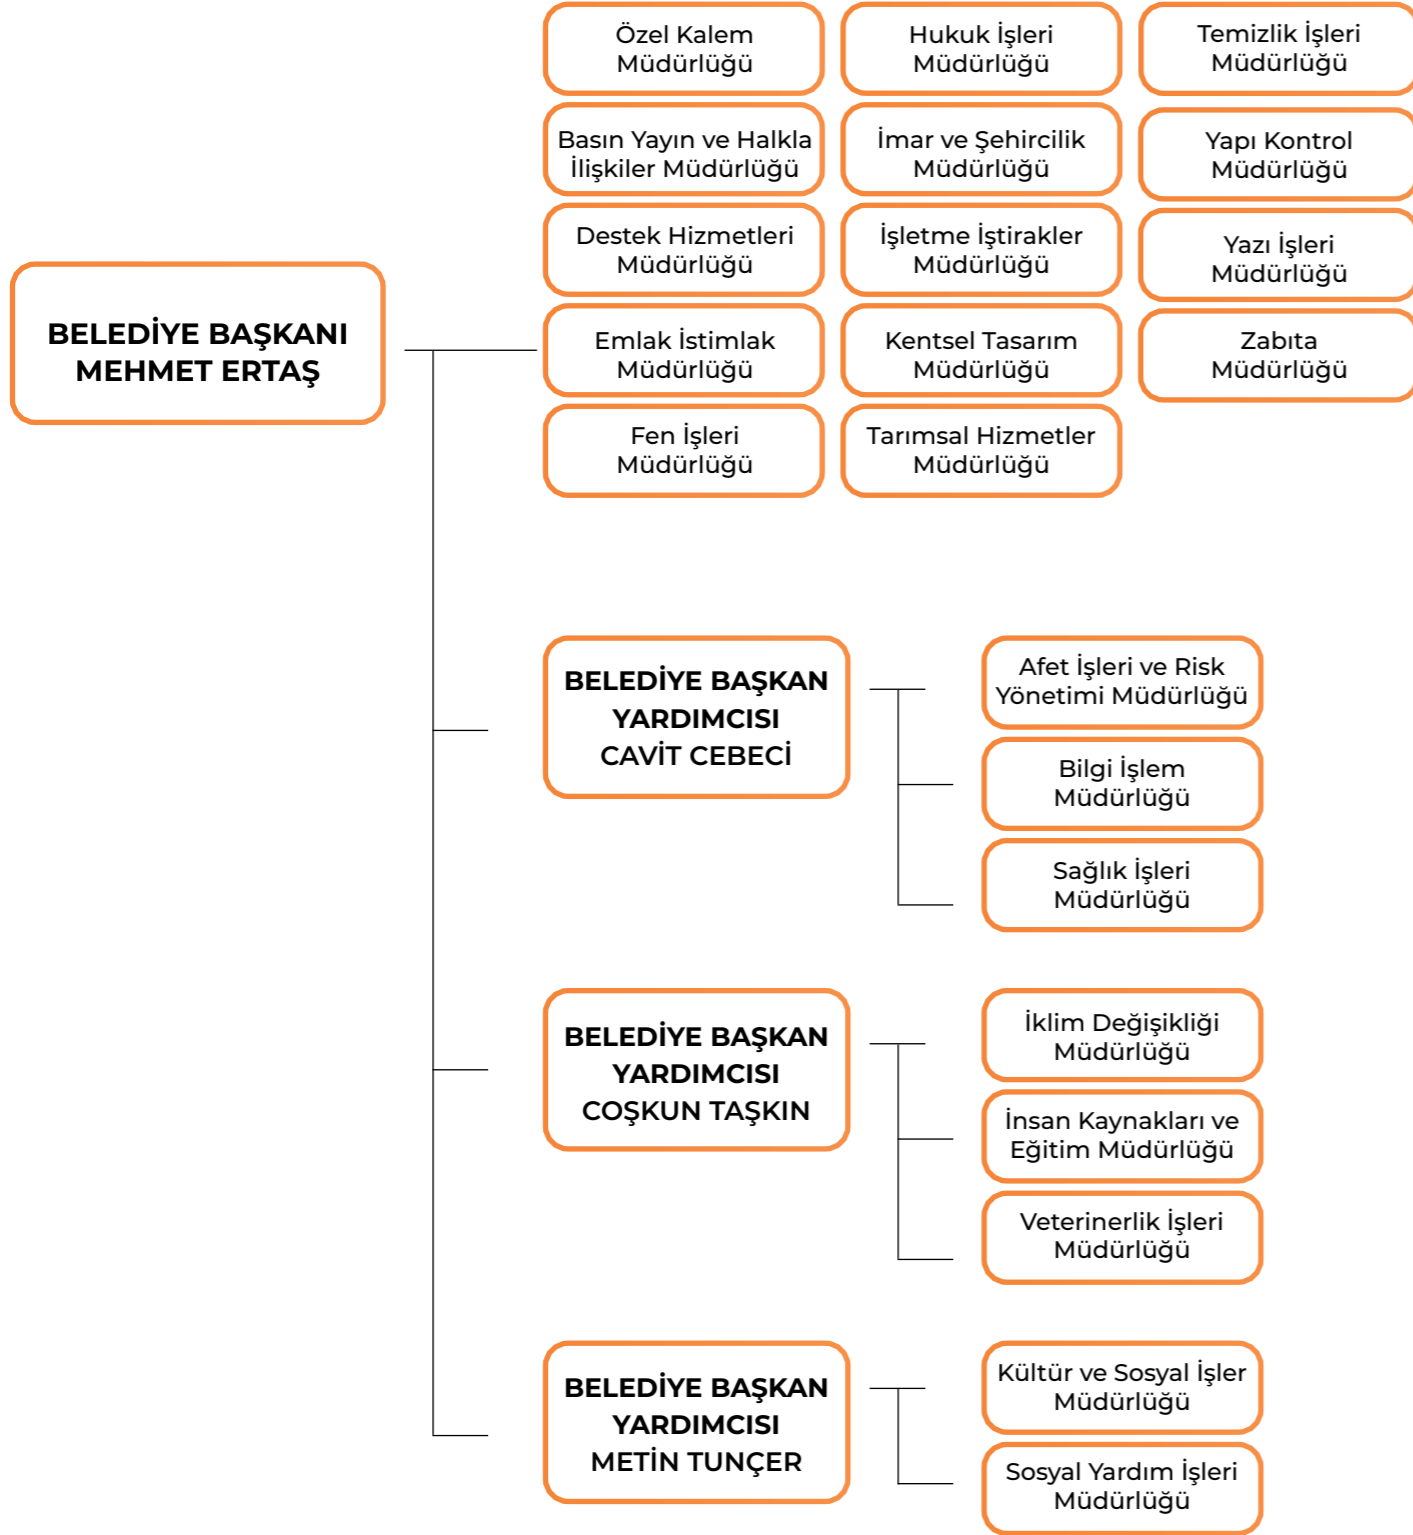 BELEDİYE BAŞKANI
MEHMET ERTAŞ
Özel Kalem
Müdürlüğü
Hukuk İşleri
Müdürlüğü
Temizlik İşleri
Müdürlüğü
Basın Yayın ve Halkla
İlişkiler Müdürlüğü
İmar ve Şehircilik
Müdürlüğü
Yapı Kontrol
Müdürlüğü
Destek Hizmetleri
Müdürlüğü
İşletme İştirakler
Müdürlüğü
Yazı İşleri
Müdürlüğü
Emlak İstimlak
Müdürlüğü
Kentsel Tasarım
Müdürlüğü
Zabıta
Müdürlüğü
Fen İşleri
Müdürlüğü
Tarımsal Hizmetler
Müdürlüğü
BELEDİYE BAŞKAN
YARDIMCISI
CAVİT CEBECİ
Afet İşleri ve Risk
Yönetimi Müdürlüğü
Bilgi İşlem
Müdürlüğü
Sağlık İşleri
Müdürlüğü
BELEDİYE BAŞKAN
YARDIMCISI
COŞKUN TAŞKIN
İklim Değişikliği
Müdürlüğü
İnsan Kaynakları ve
Eğitim Müdürlüğü
Veterinerlik İşleri
Müdürlüğü
BELEDİYE BAŞKAN
YARDIMCISI
METİN TUNÇER
Kültür ve Sosyal İşler
Müdürlüğü
Sosyal Yardım İşleri
Müdürlüğü